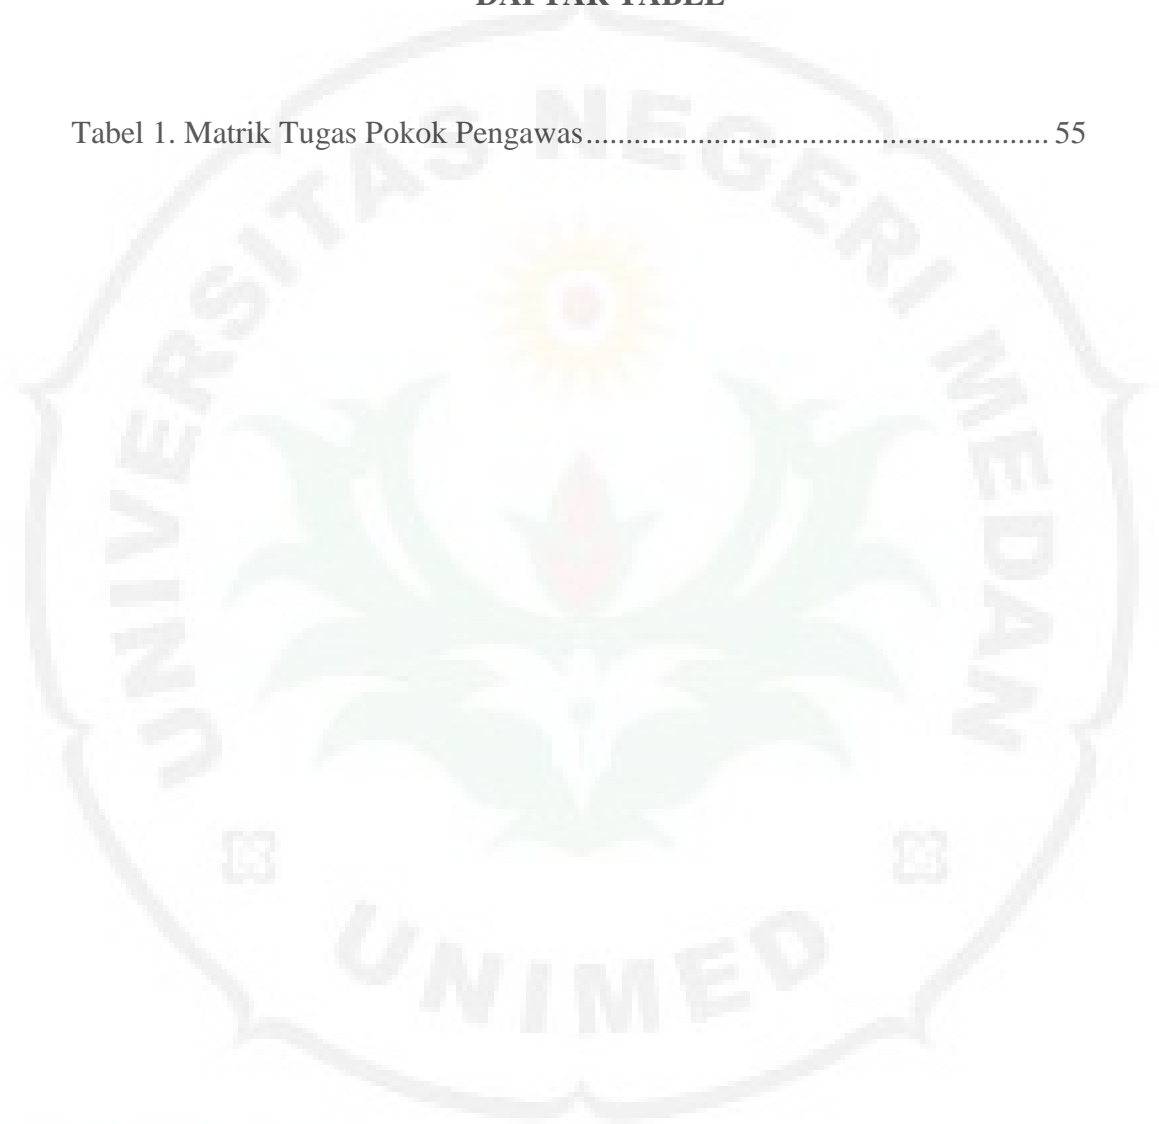 DAFTAR TABEL
Tabel 1. Matrik Tugas Pokok Pengawas.......................................................... 55
UNIVERSITAS NEGERI MEDAN
UNIMED